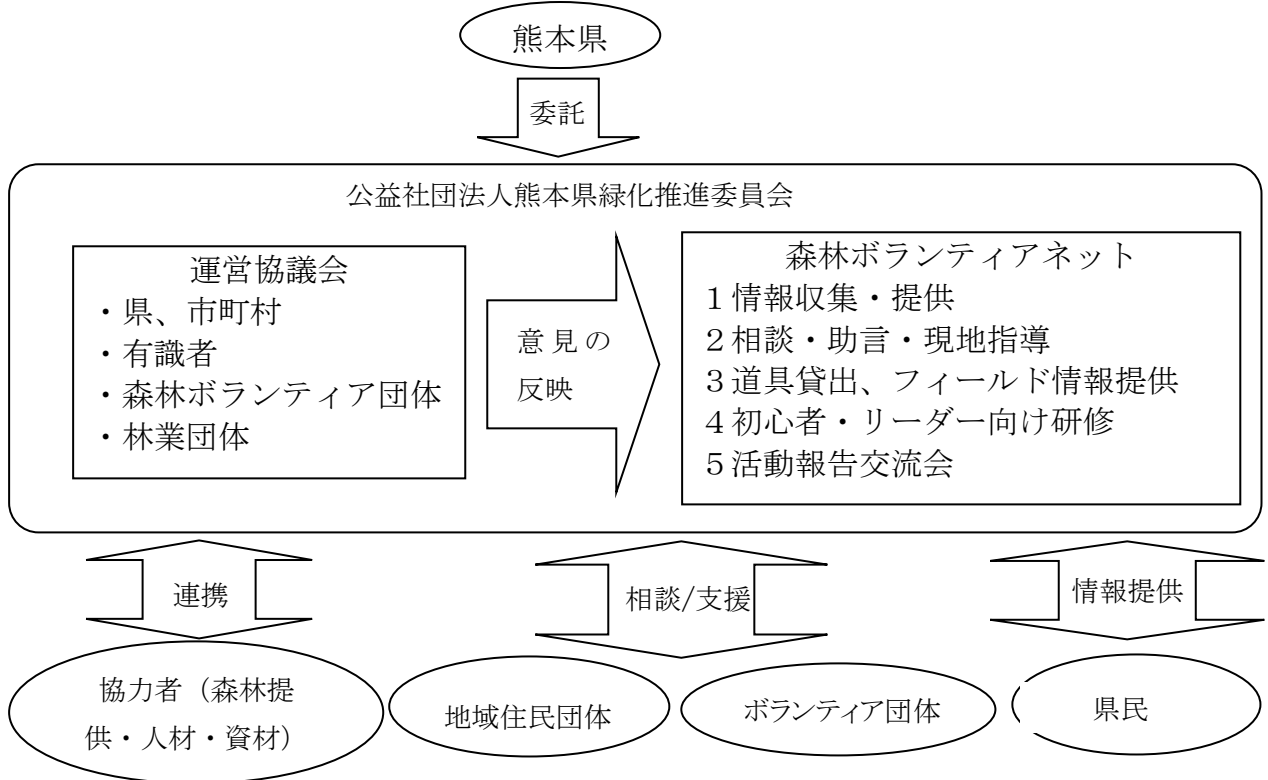 熊本県
委託
公益社団法人熊本県緑化推進委員会
運営協議会
・県、市町村
・有識者
・森林ボランティア団体
・林業団体
意見の
反映
森林ボランティアネット
１情報収集・提供
２相談・助言・現地指導
３道具貸出、フィールド情報提供
４初心者・リーダー向け研修
５活動報告交流会
連携
相談/支援
情報提供
協力者（森林提
供・人材・資材）
地域住民団体
ボランティア団体
県民